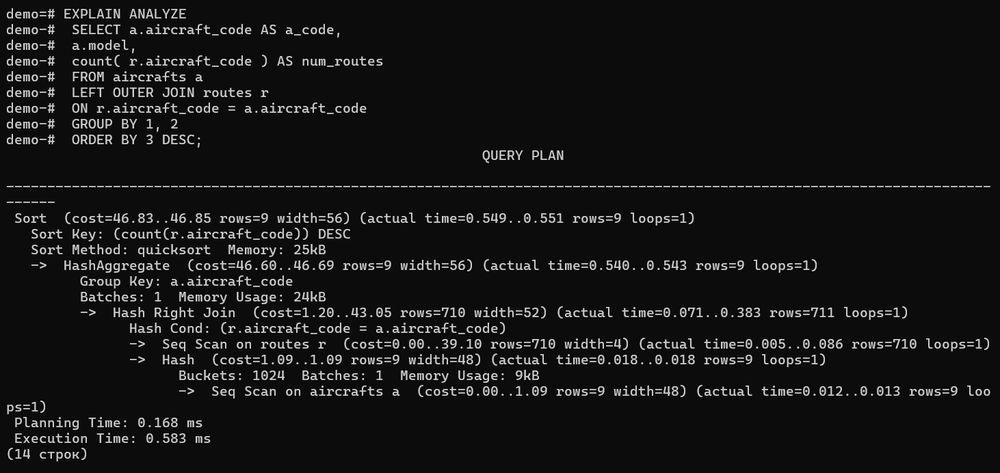 demo=# EXPLAIN ANALYZE
demo-#  SELECT a.aircraft_code AS a_code,
demo-#  a.model,
demo-#  count( r.aircraft_code ) AS num_routes
demo-#  FROM aircrafts a
demo-#  LEFT OUTER JOIN routes r
demo-#  ON r.aircraft_code = a.aircraft_code
demo-#  GROUP BY 1, 2
demo-#  ORDER BY 3 DESC;
                                                          QUERY PLAN

------------------------------------------------------------------------------------------------------------------------
------
 Sort  (cost=46.83..46.85 rows=9 width=56) (actual time=0.549..0.551 rows=9 loops=1)
   Sort Key: (count(r.aircraft_code)) DESC
   Sort Method: quicksort  Memory: 25kB
   ->  HashAggregate  (cost=46.60..46.69 rows=9 width=56) (actual time=0.540..0.543 rows=9 loops=1)
         Group Key: a.aircraft_code
         Batches: 1  Memory Usage: 24kB
         ->  Hash Right Join  (cost=1.20..43.05 rows=710 width=52) (actual time=0.071..0.383 rows=711 loops=1)
               Hash Cond: (r.aircraft_code = a.aircraft_code)
               ->  Seq Scan on routes r  (cost=0.00..39.10 rows=710 width=4) (actual time=0.005..0.086 rows=710 loops=1)
               ->  Hash  (cost=1.09..1.09 rows=9 width=48) (actual time=0.018..0.018 rows=9 loops=1)
                     Buckets: 1024  Batches: 1  Memory Usage: 9kB
                     ->  Seq Scan on aircrafts a  (cost=0.00..1.09 rows=9 width=48) (actual time=0.012..0.013 rows=9 loo
ps=1)
 Planning Time: 0.168 ms
 Execution Time: 0.583 ms
(14 строк)